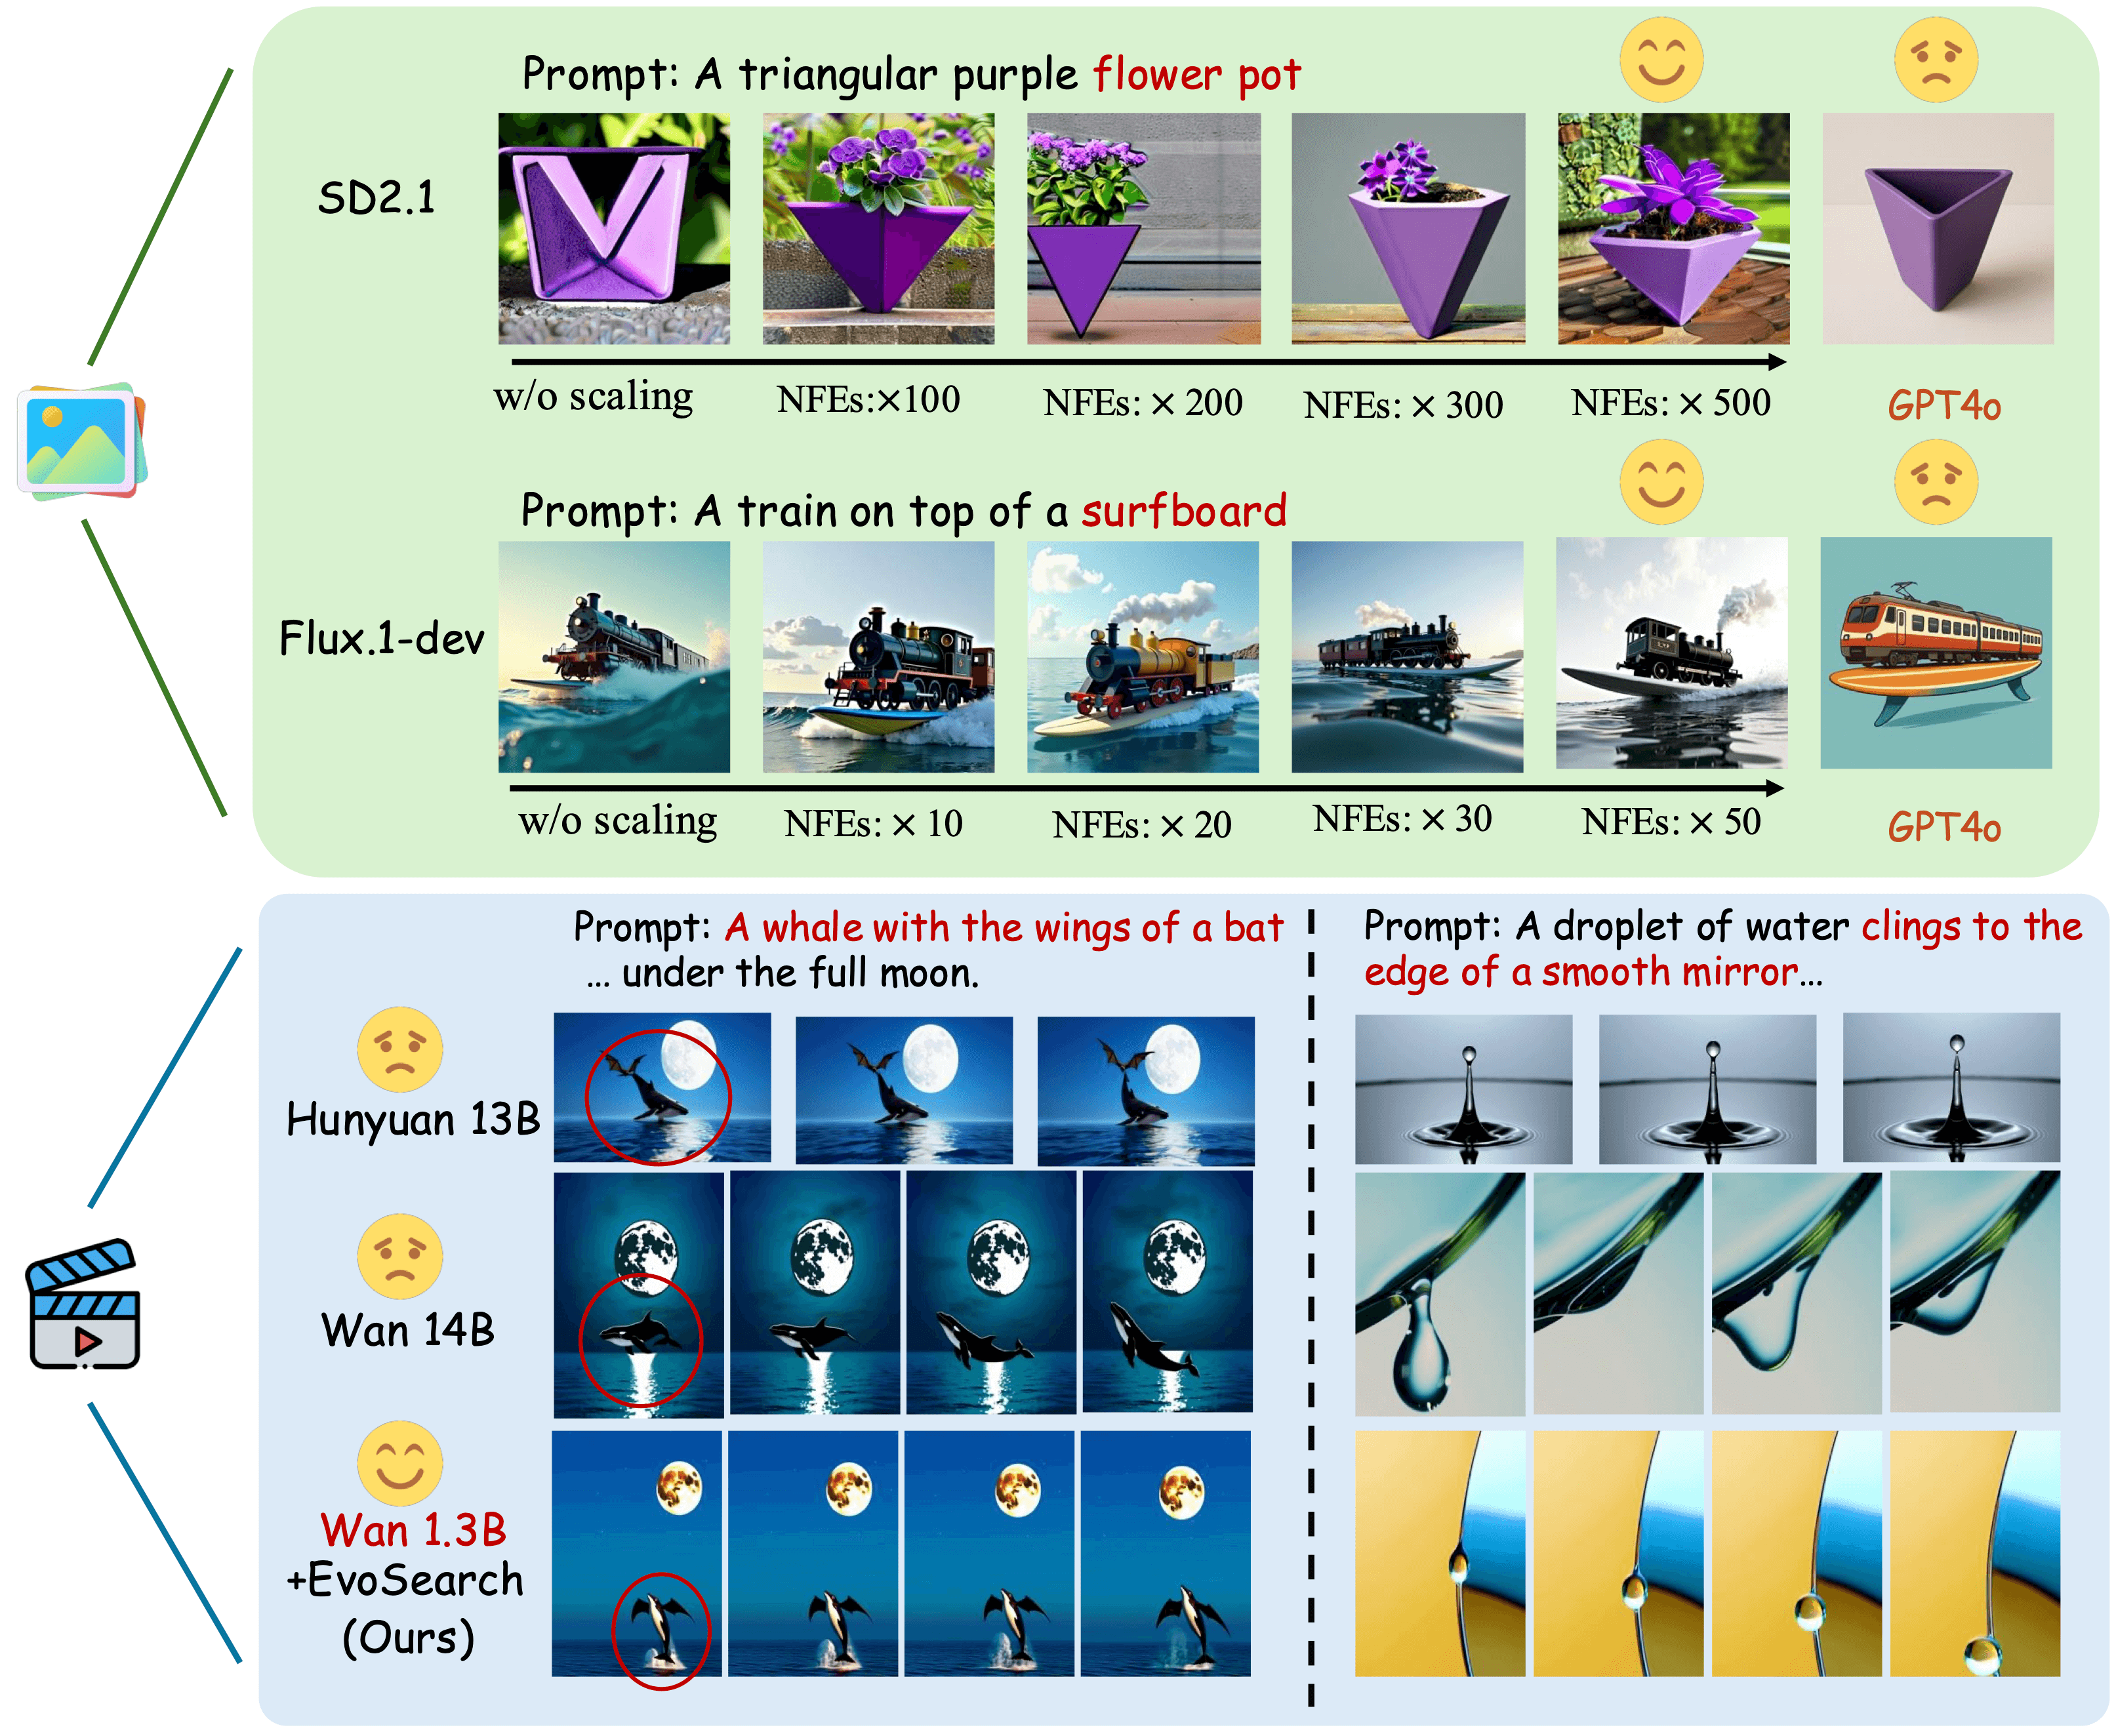 Prompt: A triangular purple flower pot
SD2.1
w/o scaling
NFEs:×100
NFEs: × 200
NFEs: × 300
NFEs: × 500
GPT4o
Prompt: A train on top of a surfboard
Flux.1-dev
w/o scaling
NFEs: × 10
NFEs: × 20
NFEs: × 30
NFEs: × 50
GPT4o
Prompt: A whale with the wings of a bat
... under the full moon.
Prompt: A droplet of water clings to the
edge of a smooth mirror...
Hunyuan 13B
Wan 14B
Wan 1.3B
+EvoSearch
(Ours)